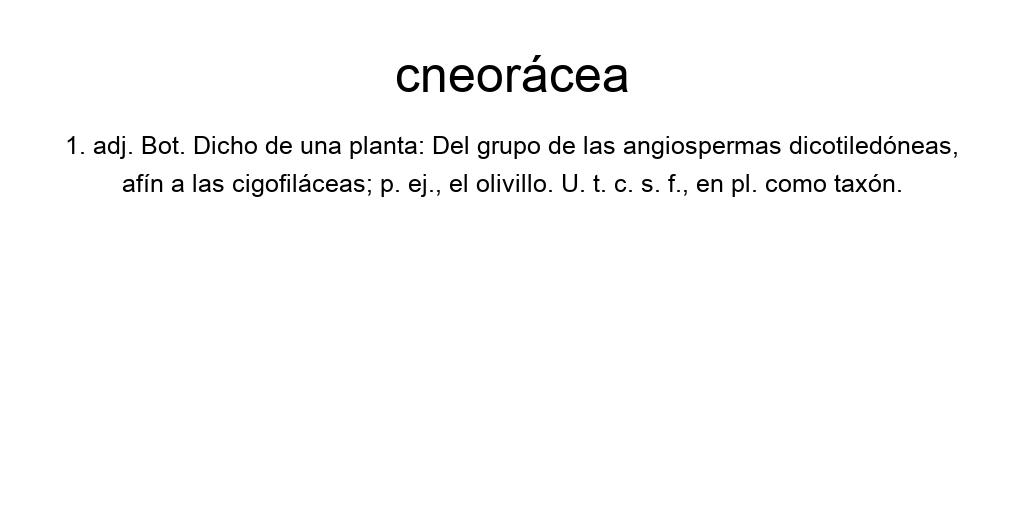 cneorácea
1. adj. Bot. Dicho de una planta: Del grupo de las angiospermas dicotiledóneas,
afín a las cigofiláceas; p. ej., el olivillo. U. t. c. s. f., en pl. como taxón.